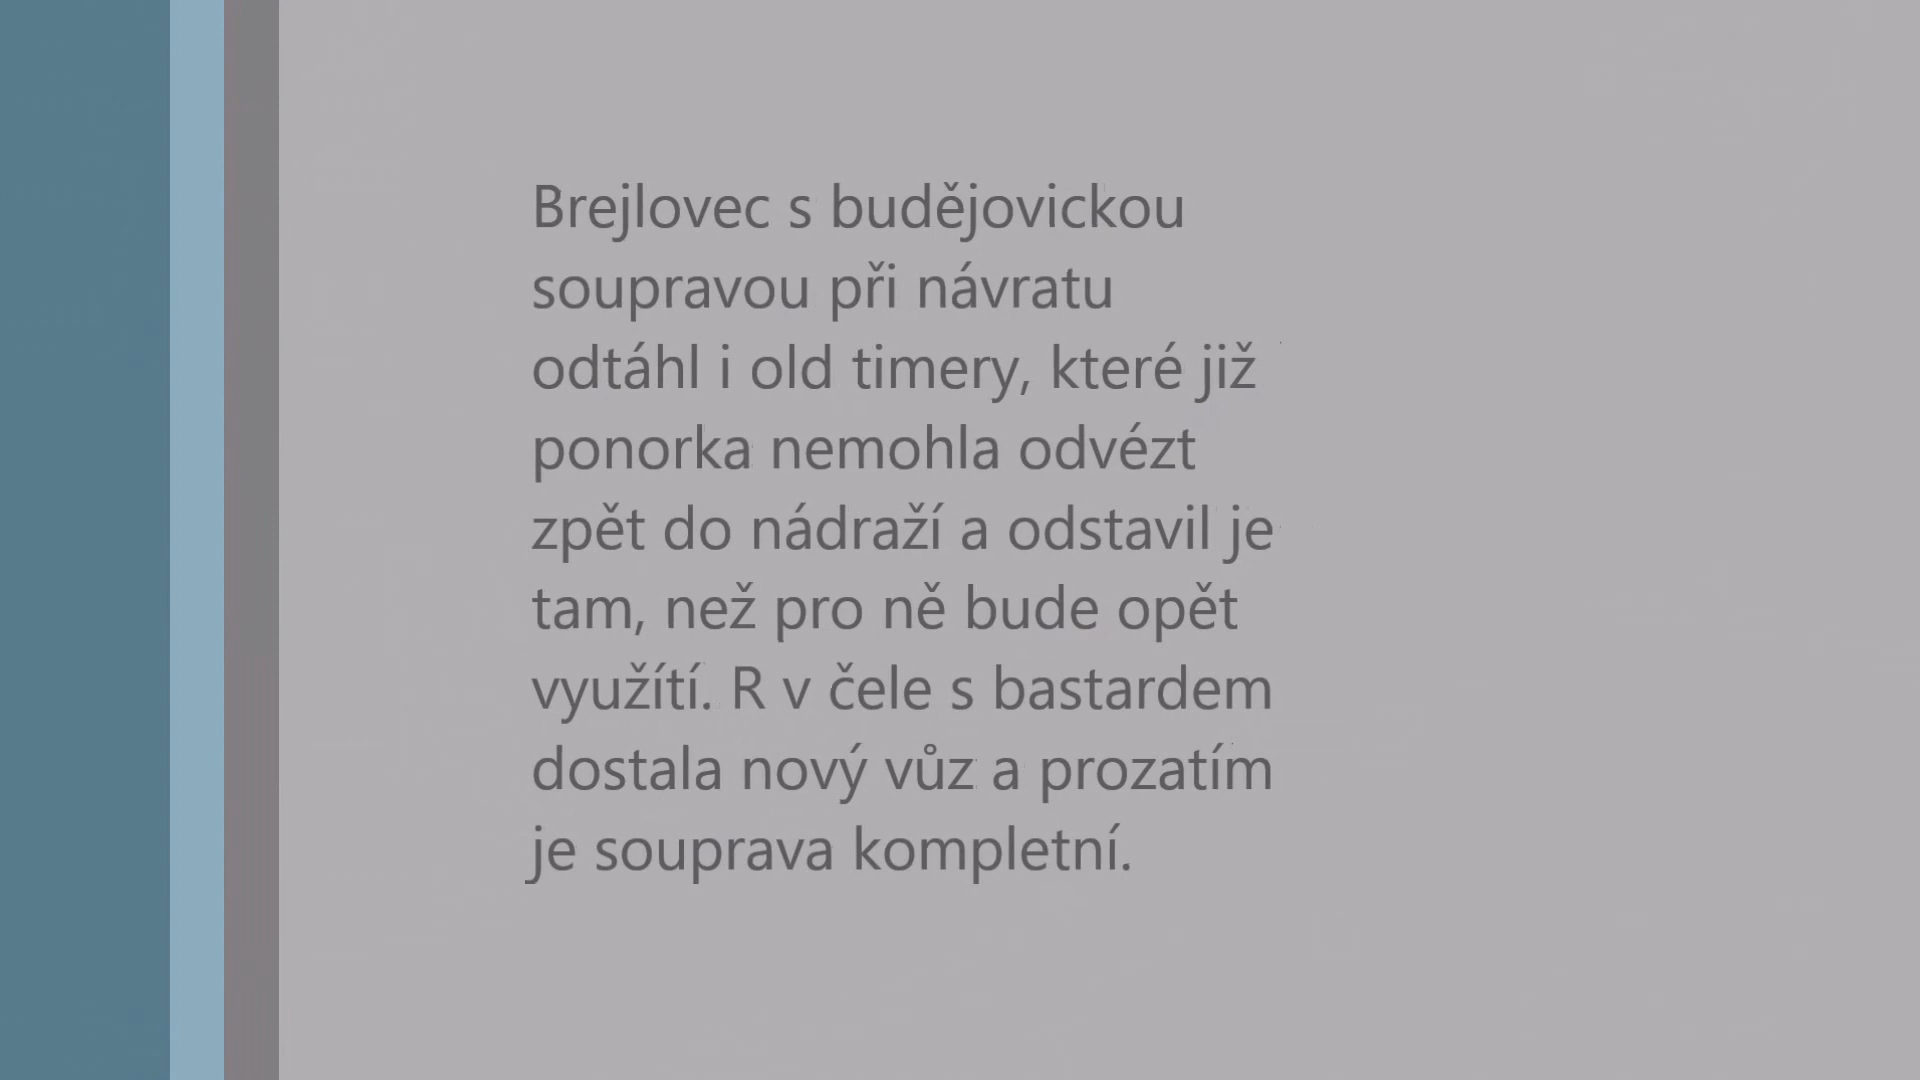 Brejlovec s budějovickou
soupravou při návratu
odtáhl i old timery, které již
ponorka nemohla odvézt
zpět do nádraží a odstavil je
tam, než pro ně bude opět
využítí. R v čele s bastardem
dostala nový vůz a prozatím
je souprava kompletní.